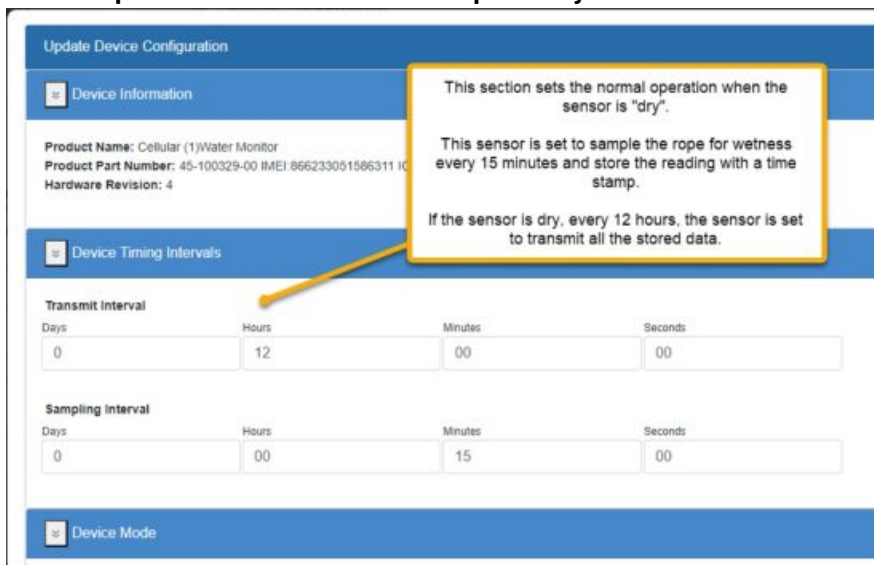 Update Device Configuration
Device Information
This section sets the normal operation when the
sensor is "dry".
This sensor is set to sample the rope for wetness
every 15 minutes and store the reading with a time
stamp.
If the sensor is dry, every 12 hours, the sensor is set
to transmit all the stored data.
Product Name: Cellular (1)Water Monitor
Product Part Number: 45-100329-00 IMEI:866233051586311
Hardware Revision: 4
Device Timing Intervals
Transmit Interval
Days Hours Minutes Seconds
0 12 00 00
Sampling Interval
Days Hours Minutes Seconds
0 00 15 00
Device Mode